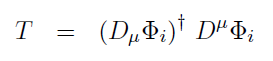 T = (D_μ Φ_i)^† D^μ Φ_i